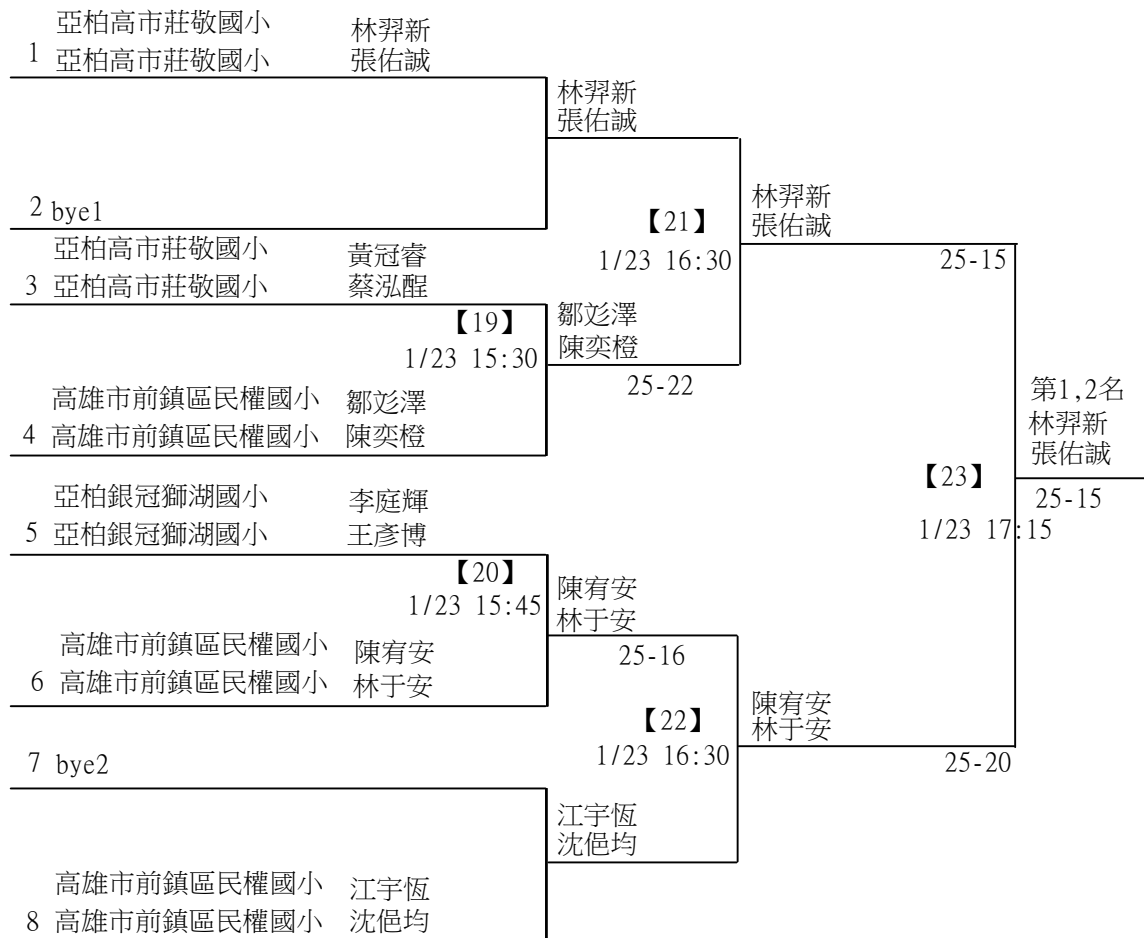 亞柏高市莊敬國小 林羿新
1 亞柏高市莊敬國小 張佑誠
林羿新
張佑誠
2 bye1
【21】
1/23 16:30
林羿新
張佑誠
25-15
亞柏高市莊敬國小 黃冠睿
3 亞柏高市莊敬國小 蔡泓酲
【19】
1/23 15:30
鄒彣澤
陳奕橙
25-22
高雄市前鎮區民權國小 鄒彣澤
4 高雄市前鎮區民權國小 陳奕橙
第1,2名
林羿新
張佑誠
25-15
【23】
1/23 17:15
亞柏銀冠獅湖國小 李庭輝
5 亞柏銀冠獅湖國小 王彥博
【20】
1/23 15:45
陳宥安
林于安
25-16
高雄市前鎮區民權國小 陳宥安
6 高雄市前鎮區民權國小 林于安
【22】
1/23 16:30
陳宥安
林于安
25-20
7 bye2
江宇恆
沈俋均
高雄市前鎮區民權國小 江宇恆
8 高雄市前鎮區民權國小 沈俋均